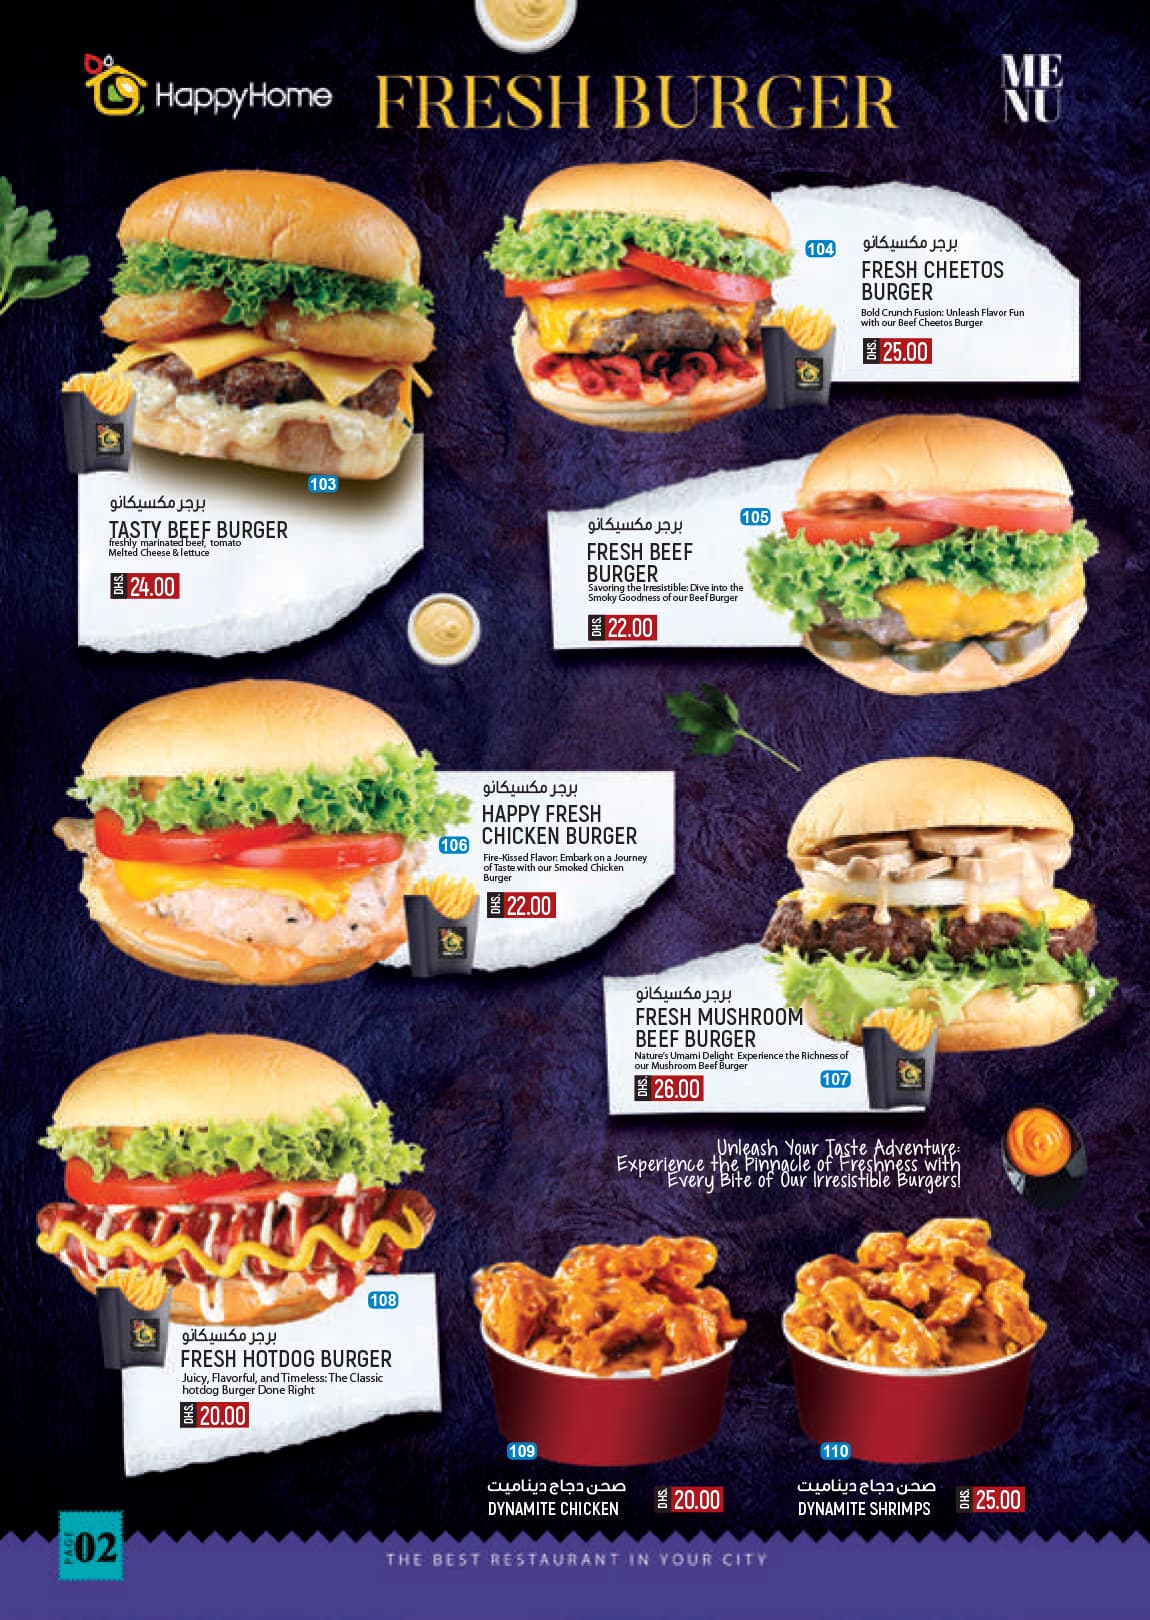 HappyHome
FRESH BURGER
ME
NU
103
برجر مكسيكانو
TASTY BEEF BURGER
freshly marinated beef, tomato
Melted Cheese & lettuce
DHS. 24.00
104
برجر مكسيكانو
FRESH CHEETOS
BURGER
Bold Crunch Fusion: Unleash Flavor Fun
with our Beef Cheetos Burger
DHS. 25.00
105
برجر مكسيكانو
FRESH BEEF
BURGER
Savoring the Irresistible: Dive into the
Smoky Goodness of our Beef Burger
DHS. 22.00
106
برجر مكسيكانو
HAPPY FRESH
CHICKEN BURGER
Fire-Kissed Flavor: Embark on a Journey
of Taste with our Smoked Chicken
Burger
DHS. 22.00
برجر مكسيكانو
FRESH MUSHROOM
BEEF BURGER
Nature's Umami Delight Experience the Richness of
our Mushroom Beef Burger
107
DHS. 26.00
Unleash Your Taste Adventure:
Experience the Pinnacle of Freshness with
Every Bite of Our Irresistible Burgers!
108
برجر مكسيكانو
FRESH HOTDOG BURGER
Juicy, Flavorful, and Timeless: The Classic
hotdog Burger Done Right
DHS. 20.00
109
صحن دجاج ديناميت
DYNAMITE CHICKEN
DHS. 20.00
110
صحن دجاج ديناميت
DYNAMITE SHRIMPS
DHS. 25.00
PAGE 02
THE BEST RESTAURANT IN YOUR CITY